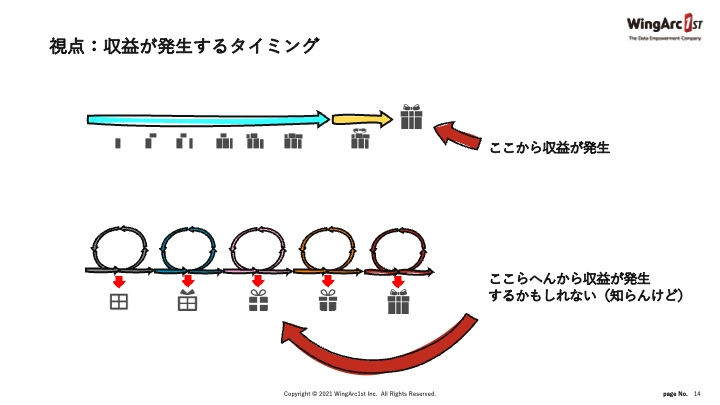 WingArc1ST
The Data Empowerment Company
視点：収益が発生するタイミング
ここから収益が発生
ここらへんから収益が発生
するかもしれない（知らんけど）
Copyright © 2021 WingArc1st Inc. All Rights Reserved.
page No. 14